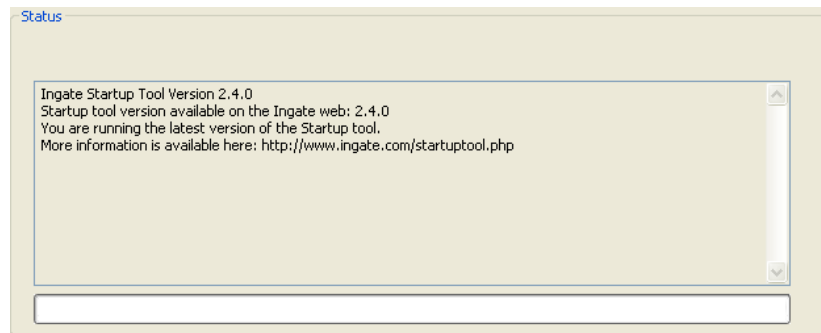 Status
Ingate Startup Tool Version 2.4.0
Startup tool version available on the Ingate web: 2.4.0
You are running the latest version of the Startup tool.
More information is available here: http://www.ingate.com/startuptool.php